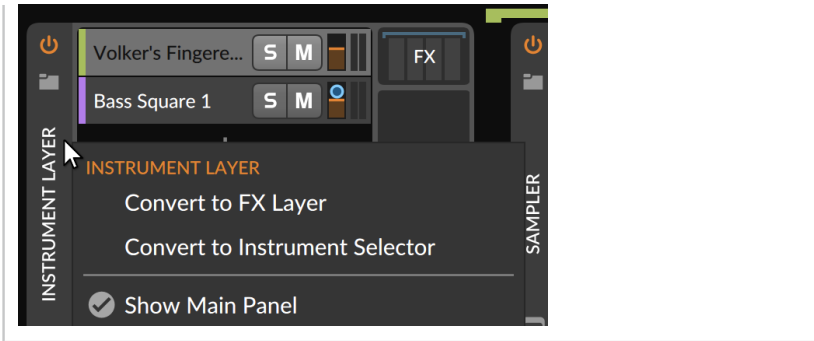 Volker's Fingere... S M
FX
Bass Square 1 S M
INSTRUMENT LAYER
INSTRUMENT LAYER
Convert to FX Layer
Convert to Instrument Selector
Show Main Panel
SAMPLER